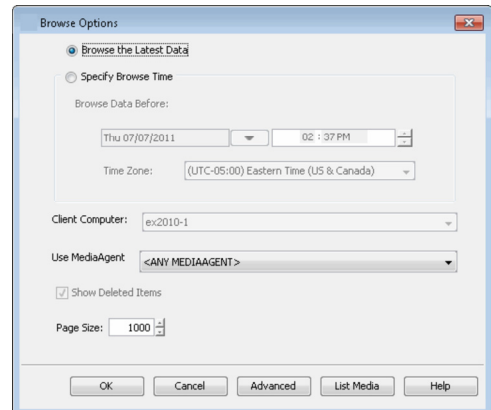 Browse Options
Browse the Latest Data
Specify Browse Time
Browse Data Before:
Thu 07/07/2011 02 : 37 PM
Time Zone: (UTC-05:00) Eastern Time (US & Canada)
Client Computer: ex2010-1
Use MediaAgent <ANY MEDIAAGENT>
Show Deleted Items
Page Size: 1000
OK Cancel Advanced List Media Help